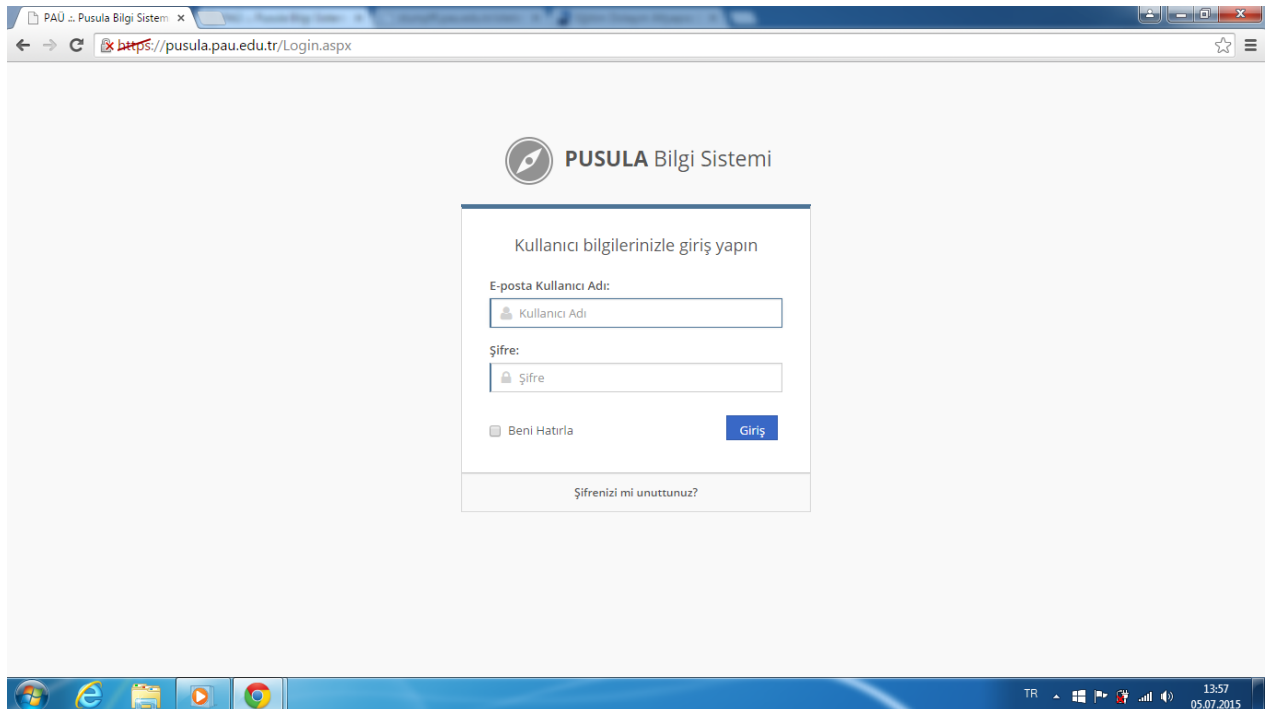 PAÜ .:. Pusula Bilgi Sistem
https://pusula.pau.edu.tr/Login.aspx
PUSULA Bilgi Sistemi
Kullanıcı bilgilerinizle giriş yapın
E-posta Kullanıcı Adı:
Kullanıcı Adı
Şifre:
Şifre
Beni Hatırla
Giriş
Şifrenizi mi unuttunuz?
TR
13:57
05.07.2015